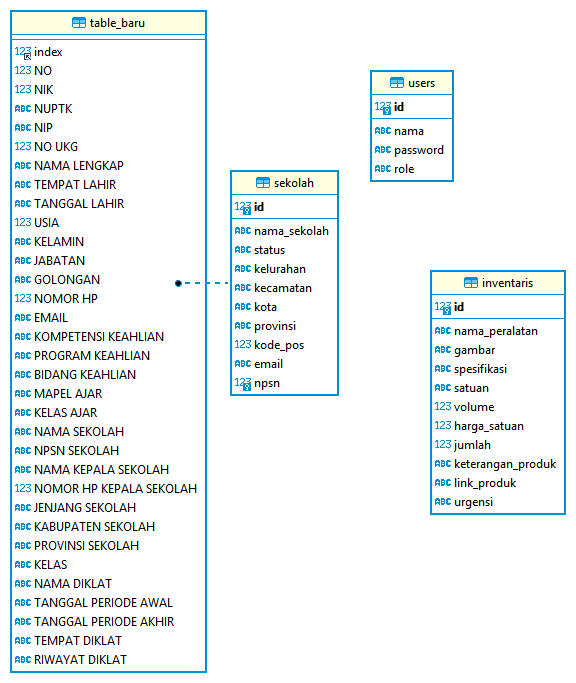 table_baru
123 index
123 NO
123 NIK
ABC NUPTK
ABC NIP
123 NO UKG
ABC NAMA LENGKAP
ABC TEMPAT LAHIR
ABC TANGGAL LAHIR
123 USIA
ABC KELAMIN
ABC JABATAN
ABC GOLONGAN
123 NOMOR HP
ABC EMAIL
ABC KOMPETENSI KEAHLIAN
ABC PROGRAM KEAHLIAN
ABC BIDANG KEAHLIAN
ABC MAPEL AJAR
ABC KELAS AJAR
ABC NAMA SEKOLAH
ABC NPSN SEKOLAH
ABC NAMA KEPALA SEKOLAH
123 NOMOR HP KEPALA SEKOLAH
ABC JENJANG SEKOLAH
ABC KABUPATEN SEKOLAH
ABC PROVINSI SEKOLAH
ABC KELAS
ABC NAMA DIKLAT
ABC TANGGAL PERIODE AWAL
ABC TANGGAL PERIODE AKHIR
ABC TEMPAT DIKLAT
ABC RIWAYAT DIKLAT
sekolah
123 id
ABC nama_sekolah
ABC status
ABC kelurahan
ABC kecamatan
ABC kota
ABC provinsi
123 kode_pos
ABC email
123 npsn
users
123 id
ABC nama
ABC password
ABC role
inventaris
123 id
ABC nama_peralatan
ABC gambar
ABC spesifikasi
ABC satuan
123 volume
123 harga_satuan
123 jumlah
ABC keterangan_produk
ABC link_produk
ABC urgensi